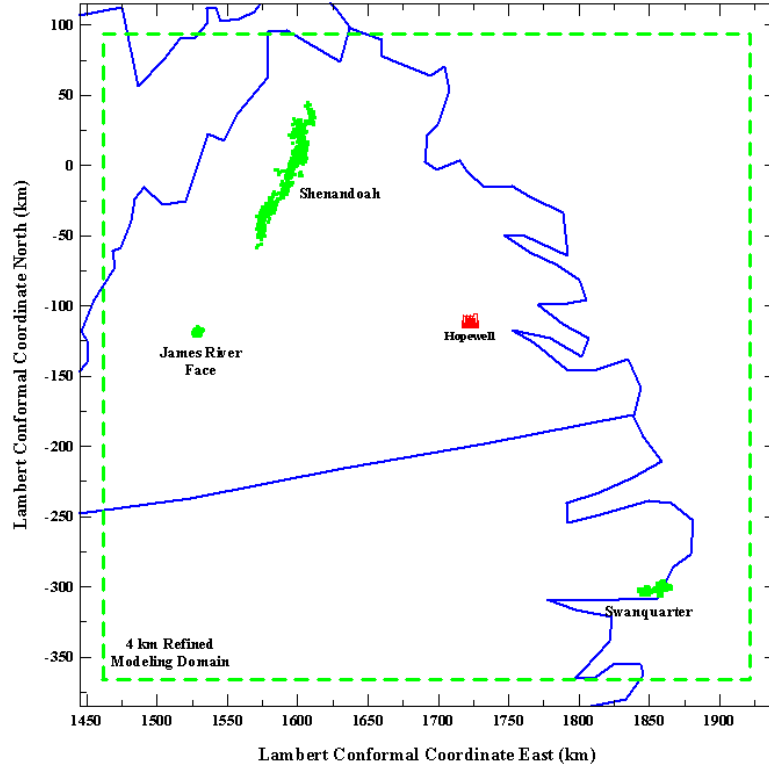 100
50
0
-50
-100
-150
-200
-250
-300
-350
Lambert Conformal Coordinate North (km)
Shenandoah
James River
Face
Hopewell
Swanquarter
4 km Refined
Modeling Domain
1450 1500 1550 1600 1650 1700 1750 1800 1850 1900
Lambert Conformal Coordinate East (km)